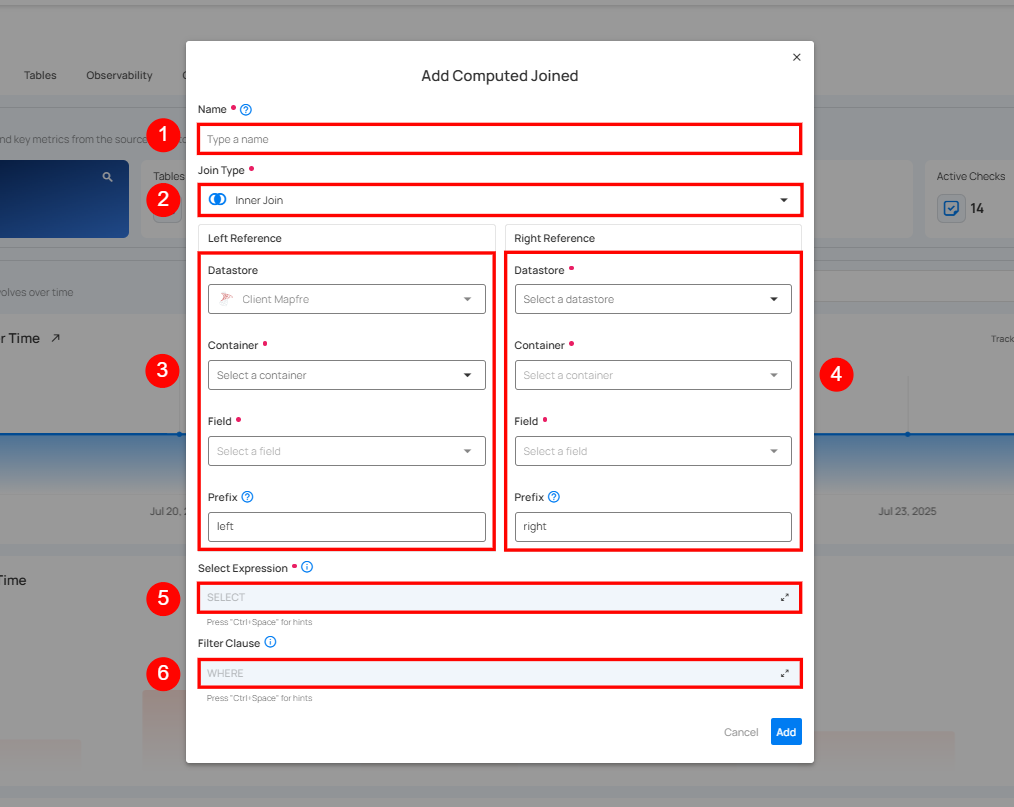 Add Computed Joined
Tables Observability
Name
nd key metrics from the source
1
Type a name
Tables
Join Type
Active Checks
2
Inner Join
14
Left Reference Right Reference
Datastore Datastore
Client Mapfre Select a datastore
volves over time
r Time
Track
Container Container
3
Select a container Select a container
4
Field Field
Select a field Select a field
Prefix Prefix
Jul 20, Jul 23, 2025
left right
Select Expression
Time
5
SELECT
Press "Ctrl+Space" for hints
Filter Clause
6
WHERE
Press "Ctrl+Space" for hints
Cancel Add